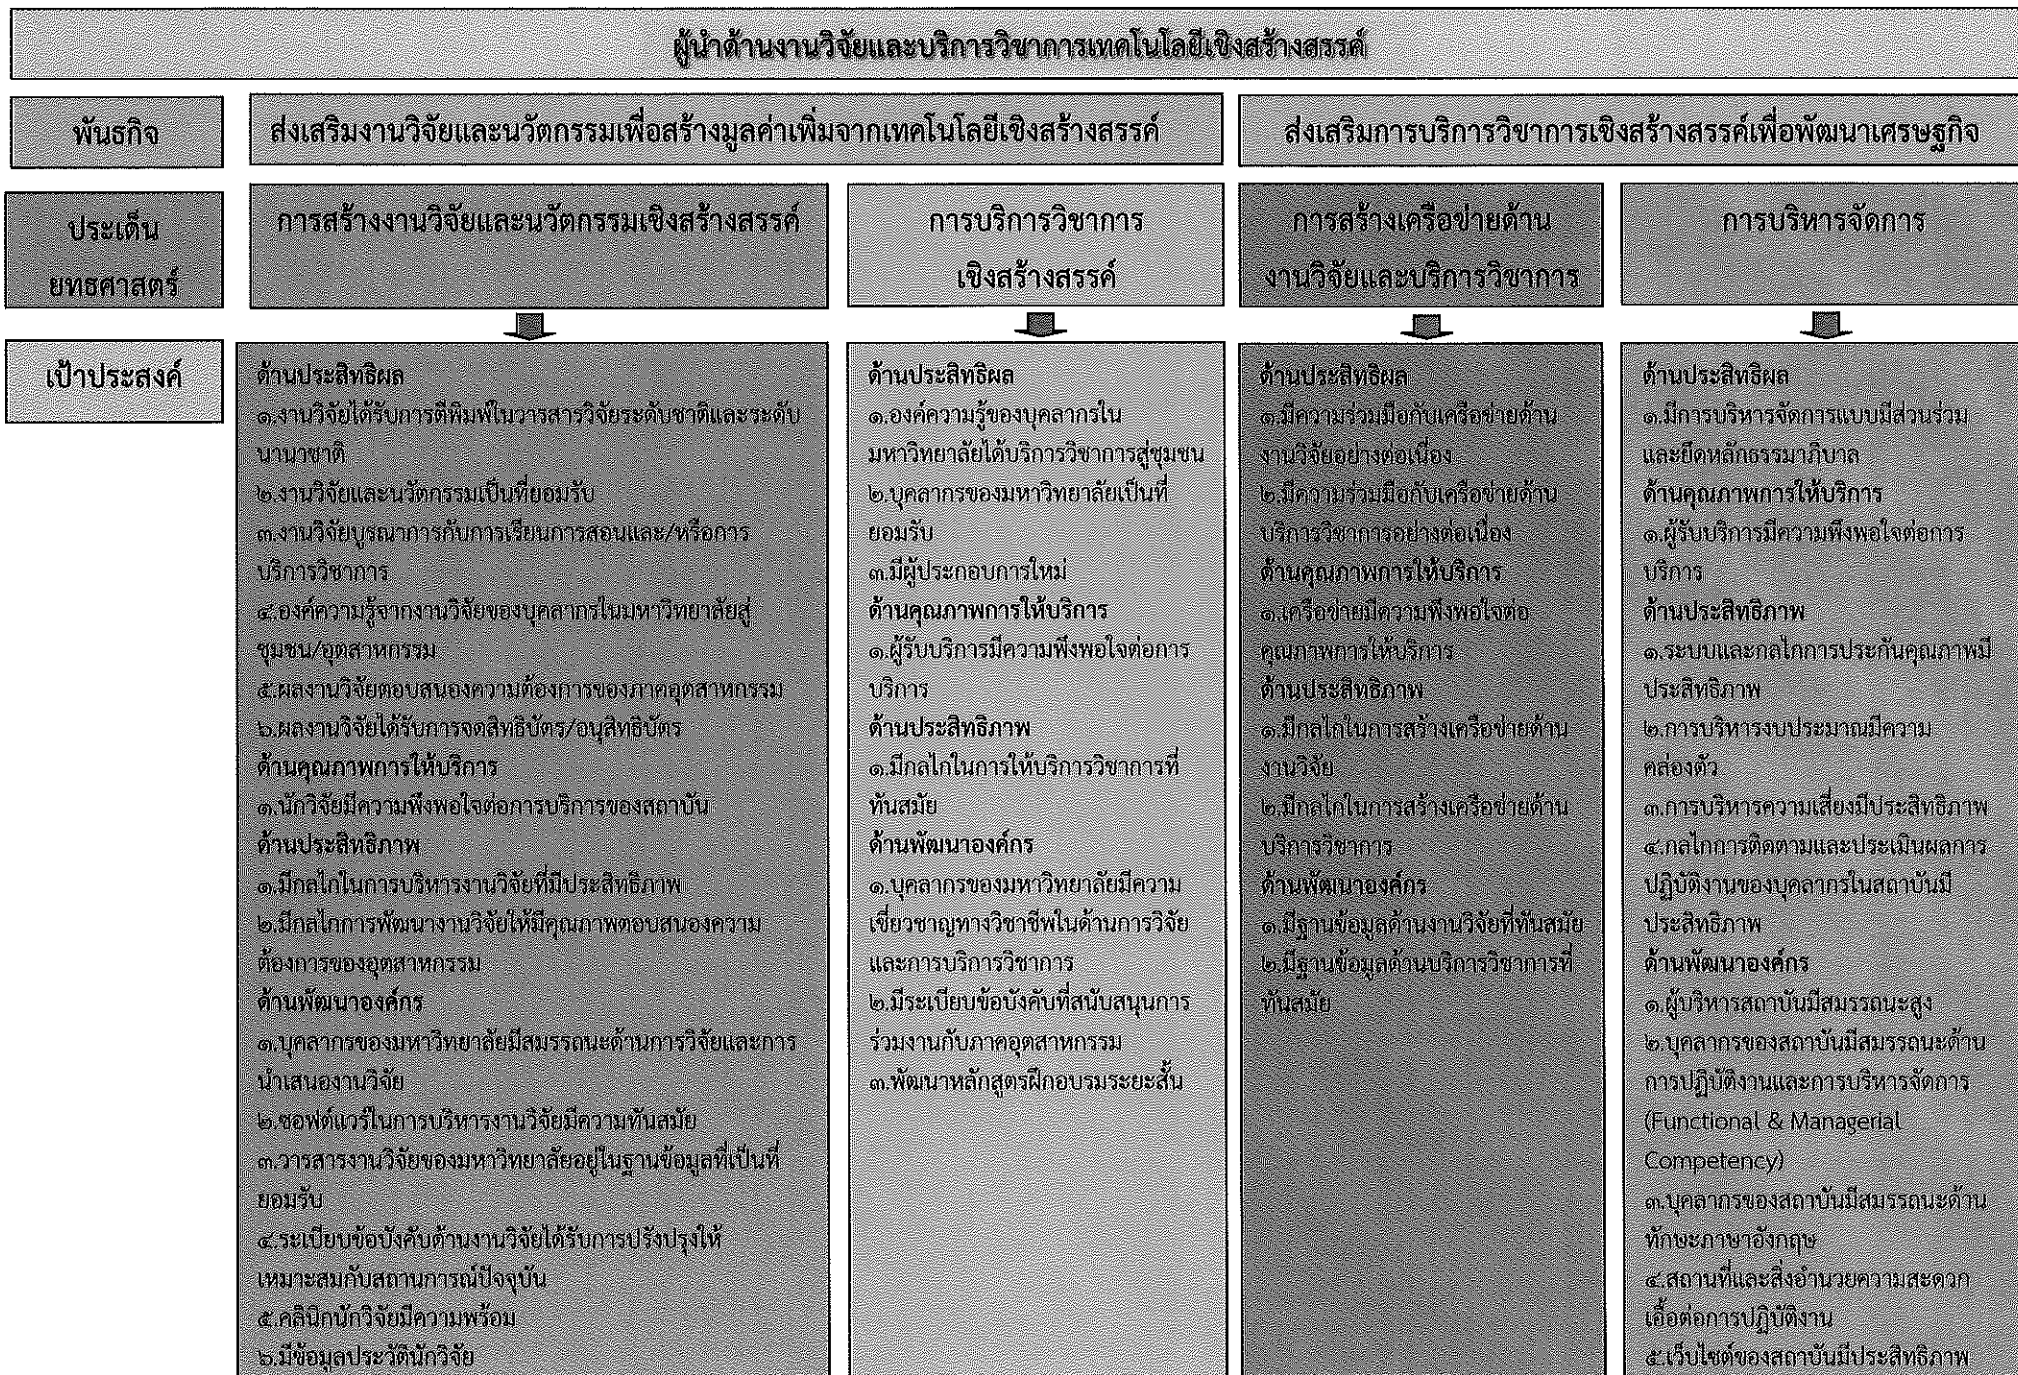 ผู้นำด้านงานวิจัยและบริการวิชาการเทคโนโลยีเชิงสร้างสรรค์
พันธกิจ
ส่งเสริมงานวิจัยและนวัตกรรมเพื่อสร้างมูลค่าเพิ่มจากเทคโนโลยีเชิงสร้างสรรค์
ส่งเสริมการบริการวิชาการเชิงสร้างสรรค์เพื่อพัฒนาเศรษฐกิจ
ประเด็น
ยุทธศาสตร์
การสร้างงานวิจัยและนวัตกรรมเชิงสร้างสรรค์
การบริการวิชาการ
เชิงสร้างสรรค์
การสร้างเครือข่ายด้าน
งานวิจัยและบริการวิชาการ
การบริหารจัดการ
เป้าประสงค์
ด้านประสิทธิผล
๑.งานวิจัยได้รับการตีพิมพ์ในวารสารวิจัยระดับชาติและระดับ
นานาชาติ
๒.งานวิจัยและนวัตกรรมเป็นที่ยอมรับ
๓.งานวิจัยบูรณาการกับการเรียนการสอนและ/หรือการ
บริการวิชาการ
๔.องค์ความรู้จากงานวิจัยของบุคลากรในมหาวิทยาลัยสู่
ชุมชน/อุตสาหกรรม
๕.ผลงานวิจัยตอบสนองความต้องการของภาคอุตสาหกรรม
๖.ผลงานวิจัยได้รับการจดสิทธิบัตร/อนุสิทธิบัตร
ด้านคุณภาพการให้บริการ
๑.นักวิจัยมีความพึงพอใจต่อการบริการของสถาบัน
ด้านประสิทธิภาพ
๑.มีกลไกในการบริหารงานวิจัยที่มีประสิทธิภาพ
๒.มีกลไกการพัฒนางานวิจัยให้มีคุณภาพตอบสนองความ
ต้องการของอุตสาหกรรม
ด้านพัฒนาองค์กร
๑.บุคลากรของมหาวิทยาลัยมีสมรรถนะด้านการวิจัยและการ
นำเสนองานวิจัย
๒.ซอฟต์แวร์ในการบริหารงานวิจัยมีความทันสมัย
๓.วารสารงานวิจัยของมหาวิทยาลัยอยู่ในฐานข้อมูลที่เป็นที่
ยอมรับ
๔.ระเบียบข้อบังคับด้านงานวิจัยได้รับการปรังปรุงให้
เหมาะสมกับสถานการณ์ปัจจุบัน
๕.คลินิกนักวิจัยมีความพร้อม
๖.มีข้อมูลประวัตินักวิจัย
ด้านประสิทธิผล
๑.องค์ความรู้ของบุคลากรใน
มหาวิทยาลัยได้บริการวิชาการสู่ชุมชน
๒.บุคลากรของมหาวิทยาลัยเป็นที่
ยอมรับ
๓.มีผู้ประกอบการใหม่
ด้านคุณภาพการให้บริการ
๑.ผู้รับบริการมีความพึงพอใจต่อการ
บริการ
ด้านประสิทธิภาพ
๑.มีกลไกในการให้บริการวิชาการที่
ทันสมัย
ด้านพัฒนาองค์กร
๑.บุคลากรของมหาวิทยาลัยมีความ
เชี่ยวชาญทางวิชาชีพในด้านการวิจัย
และการบริการวิชาการ
๒.มีระเบียบข้อบังคับที่สนับสนุนการ
ร่วมงานกับภาคอุตสาหกรรม
๓.พัฒนาหลักสูตรฝึกอบรมระยะสั้น
ด้านประสิทธิผล
๑.มีความร่วมมือกับเครือข่ายด้าน
งานวิจัยอย่างต่อเนื่อง
๒.มีความร่วมมือกับเครือข่ายด้าน
บริการวิชาการอย่างต่อเนื่อง
ด้านคุณภาพการให้บริการ
๑.เครือข่ายมีความพึงพอใจต่อ
คุณภาพการให้บริการ
ด้านประสิทธิภาพ
๑.มีกลไกในการสร้างเครือข่ายด้าน
งานวิจัย
๒.มีกลไกในการสร้างเครือข่ายด้าน
บริการวิชาการ
ด้านพัฒนาองค์กร
๑.มีฐานข้อมูลด้านงานวิจัยที่ทันสมัย
๒.มีฐานข้อมูลด้านบริการวิชาการที่
ทันสมัย
ด้านประสิทธิผล
๑.มีการบริหารจัดการแบบมีส่วนร่วม
และยึดหลักธรรมาภิบาล
ด้านคุณภาพการให้บริการ
๑.ผู้รับบริการมีความพึงพอใจต่อการ
บริการ
ด้านประสิทธิภาพ
๑.ระบบและกลไกการประกันคุณภาพมี
ประสิทธิภาพ
๒.การบริหารงบประมาณมีความ
คล่องตัว
๓.การบริหารความเสี่ยงมีประสิทธิภาพ
๔.กลไกการติดตามและประเมินผลการ
ปฏิบัติงานของบุคลากรในสถาบันมี
ประสิทธิภาพ
ด้านพัฒนาองค์กร
๑.ผู้บริหารสถาบันมีสมรรถนะสูง
๒.บุคลากรของสถาบันมีสมรรถนะด้าน
การปฏิบัติงานและการบริหารจัดการ
(Functional & Managerial
Competency)
๓.บุคลากรของสถาบันมีสมรรถนะด้าน
ทักษะภาษาอังกฤษ
๔.สถานที่และสิ่งอำนวยความสะดวก
เอื้อต่อการปฏิบัติงาน
๕.เว็บไซต์ของสถาบันมีประสิทธิภาพ